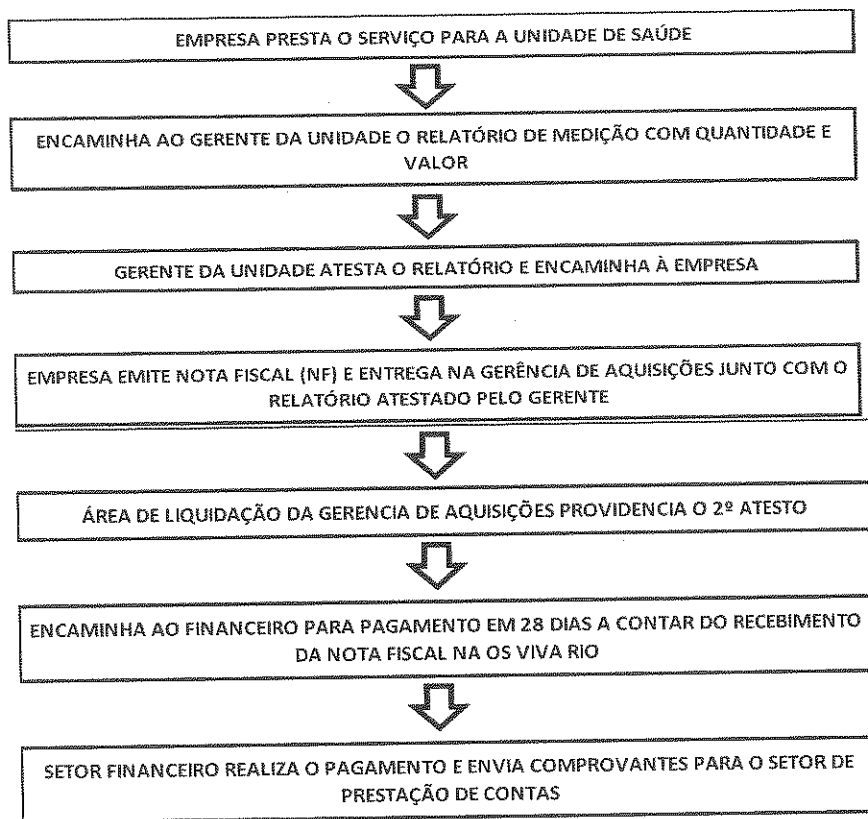 EMPRESA PRESTA O SERVIÇO PARA A UNIDADE DE SAÚDE
ENCAMINHA AO GERENTE DA UNIDADE O RELATÓRIO DE MEDIÇÃO COM QUANTIDADE E
VALOR
GERENTE DA UNIDADE ATESTA O RELATÓRIO E ENCAMINHA À EMPRESA
EMPRESA EMITE NOTA FISCAL (NF) E ENTREGA NA GERÊNCIA DE AQUISIÇÕES JUNTO COM O
RELATÓRIO ATESTADO PELO GERENTE
ÁREA DE LIQUIDAÇÃO DA GERENCIA DE AQUISIÇÕES PROVIDENCIA O 2º ATESTO
ENCAMINHA AO FINANCEIRO PARA PAGAMENTO EM 28 DIAS A CONTAR DO RECEBIMENTO
DA NOTA FISCAL NA OS VIVA RIO
SETOR FINANCEIRO REALIZA O PAGAMENTO E ENVIA COMPROVANTES PARA O SETOR DE
PRESTAÇÃO DE CONTAS